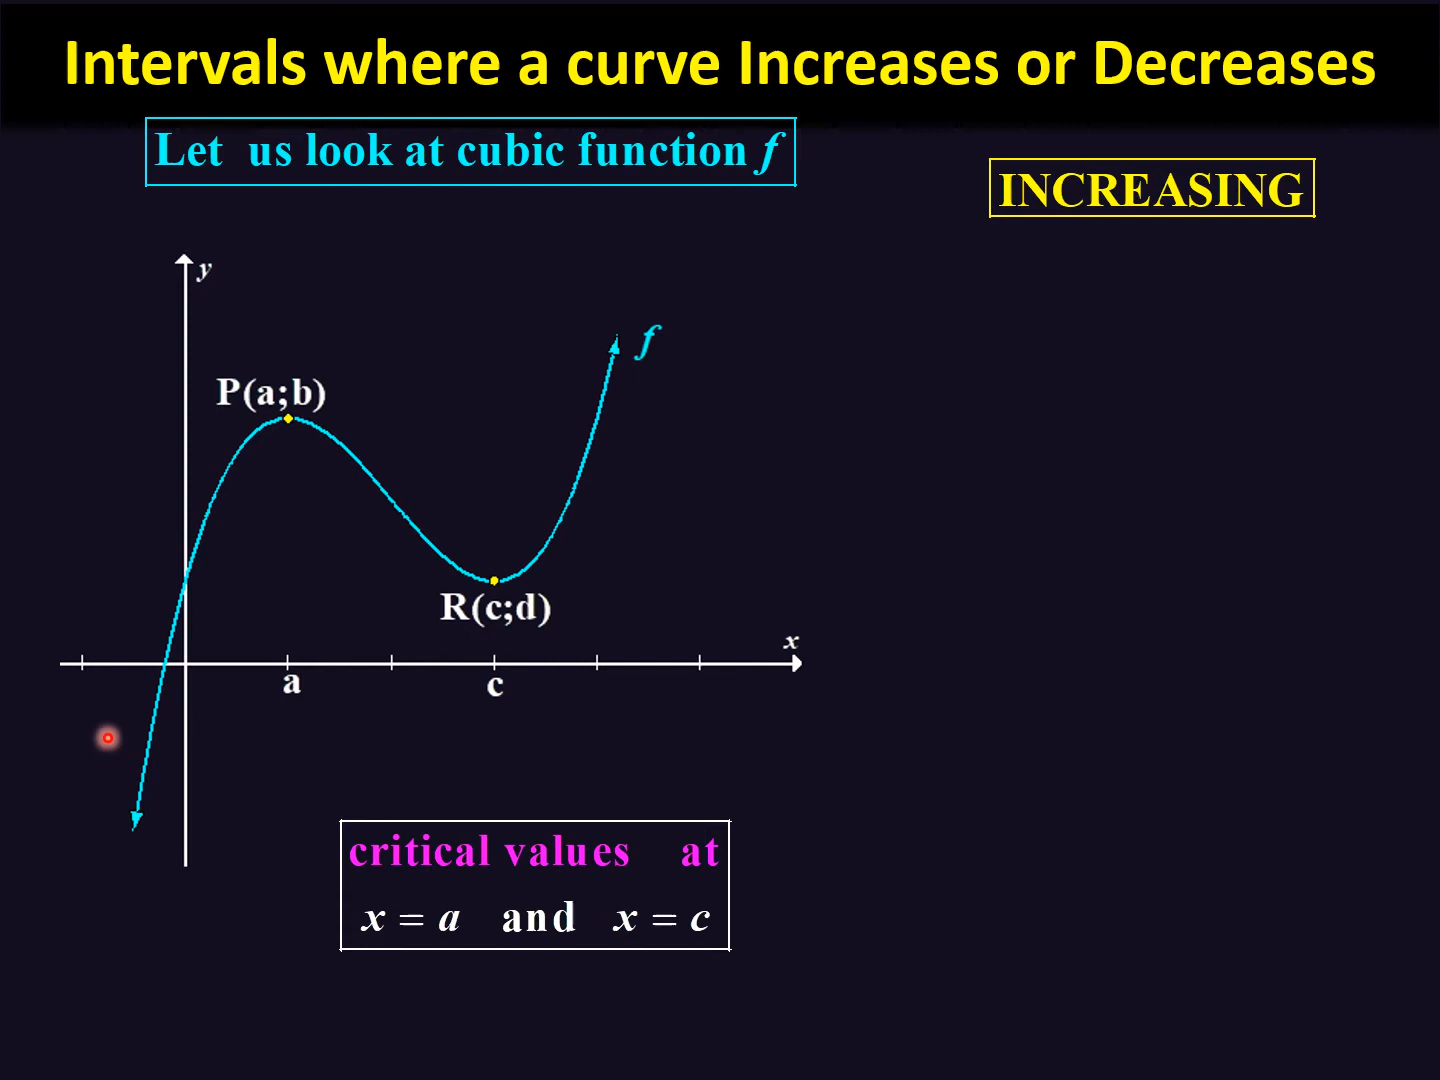 Intervals where a curve Increases or Decreases
Let us look at cubic function f
INCREASING
y
f
P(a;b)
R(c;d)
x
a
c
critical values at
x = a and x = c